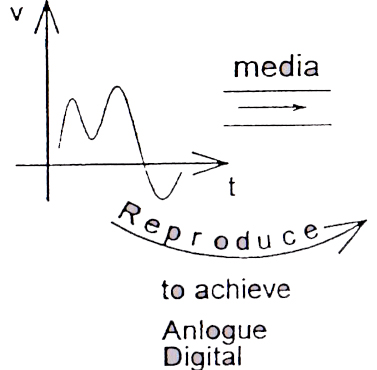 v
media
t
Reproduce
to achieve
Anlogue
Digital